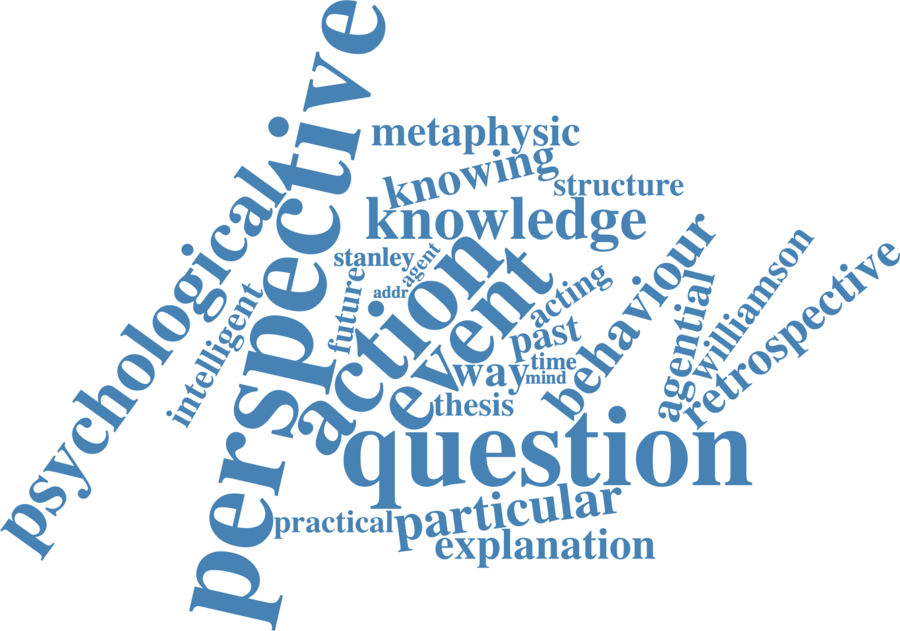 perspective
metaphysic
knowing
structure
psychological
knowledge
stanley
agent
behaviour
williamson
intelligent
future
addr
action
event
acting
agential
retrospective
past
way
time
mind
thesis
question
practical
particular
explanation